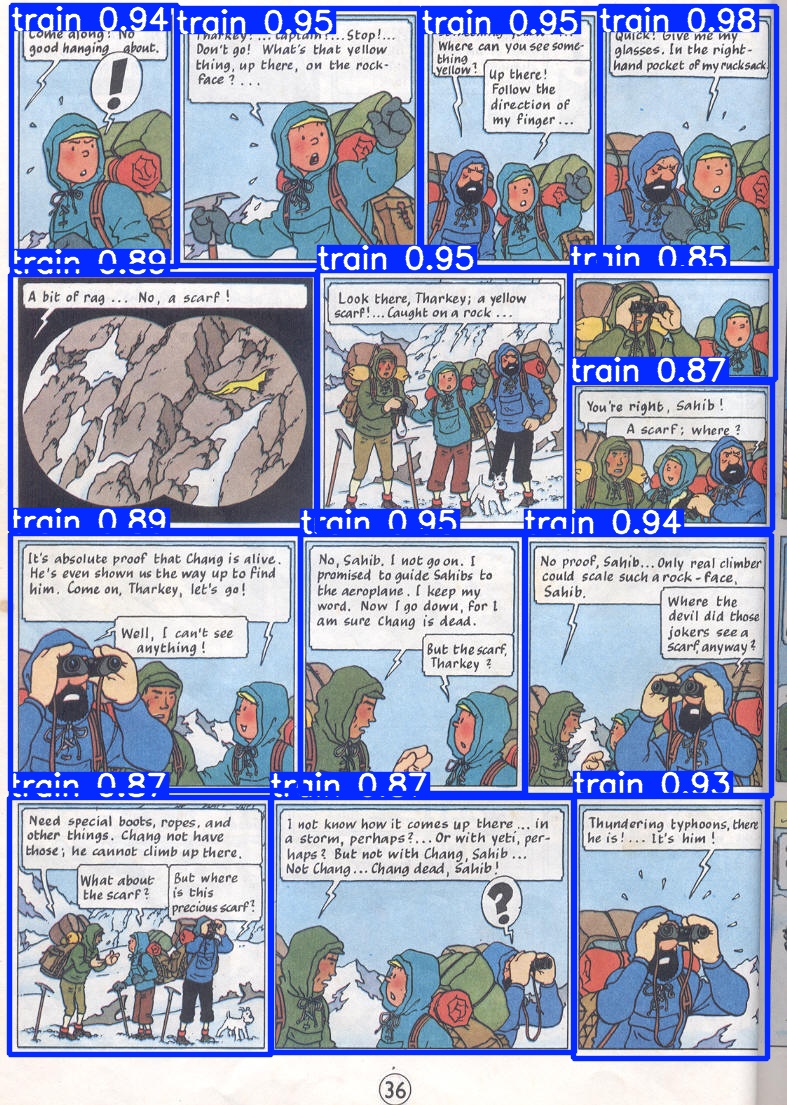 train 0.94
Come along! No
good hanging about.
!
train 0.95
Tharkey!... Captain!...Stop!...
Don't go! What's that yellow
thing, up there, on the rock-
face?...
train 0.95
Where can you see some-
thing
yellow?
Up there!
Follow the
direction of
my finger...
train 0.98
Quick! Give me my
glasses. In the right-
hand pocket of my rucksack.
train 0.89
A bit of rag... No, a scarf!
train 0.95
Look there, Tharkey; a yellow
scarf!...Caught on a rock...
train 0.85
train 0.87
You're right, Sahib!
A scarf; where?
train 0.89
It's absolute proof that Chang is alive.
He's even shown us the way up to find
him. Come on, Tharkey, let's go!
Well, I can't see
anything!
train 0.95
No, Sahib. I not go on. I
promised to guide Sahibs to
the aeroplane. I keep my
word. Now I go down, for I
am sure Chang is dead.
But the scarf,
Tharkey?
train 0.94
No proof, Sahib...Only real climber
could scale such a rock-face,
Sahib.
Where the
devil did those
jokers see a
scarf, anyway?
train 0.87
Need special boots, ropes, and
other things. Chang not have
those; he cannot climb up there.
What about
the scarf?
But where
is this
precious scarf?
train 0.87
I not know how it comes up there... in
a storm, perhaps?...Or with yeti, per-
haps? But not with Chang, Sahib...
Not Chang...Chang dead, Sahib!
?
train 0.93
Thundering typhoons, there
he is!... It's him!
36